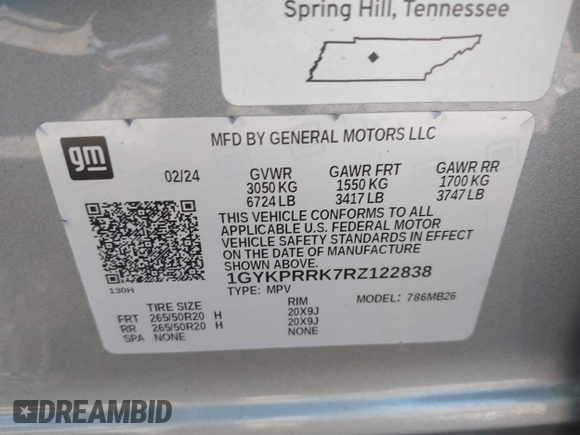 Spring Hill, Tennessee
gm
MFD BY GENERAL MOTORS LLC
02/24 GVWR GAWR FRT GAWR RR
3050 KG 1550 KG 1700 KG
6724 LB 3417 LB 3747 LB
THIS VEHICLE CONFORMS TO ALL
APPLICABLE U.S. FEDERAL MOTOR
VEHICLE SAFETY STANDARDS IN EFFECT
ON THE DATE OF MANUFACTURE
SHOWN ABOVE.
1GYKPRRK7RZ122838
130H TYPE: MPV MODEL: 786MB26
TIRE SIZE RIM
FRT 265/50R20 H 20X9J
RR 265/50R20 H 20X9J
SPA NONE NONE
DREAMBID